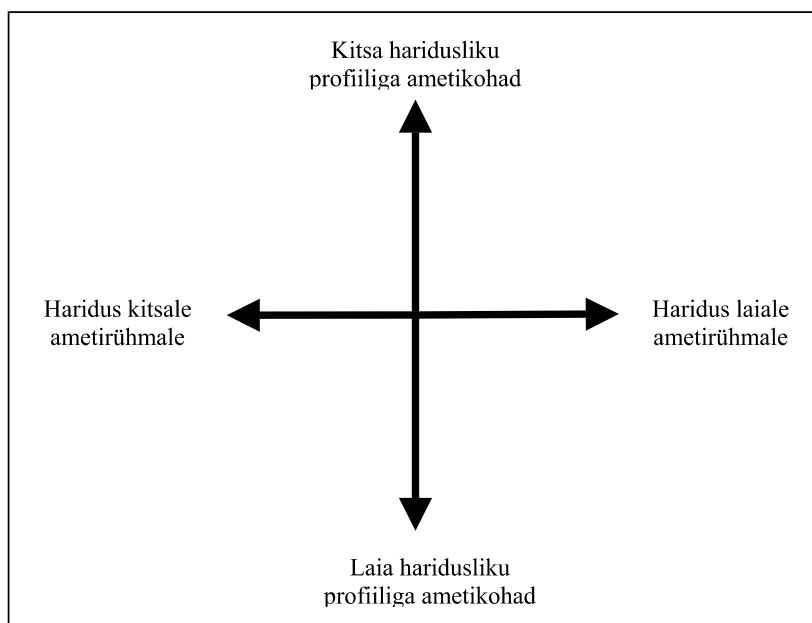 Kitsa haridusliku
profiiliga ametikohad
Haridus kitsale
ametirühmale
Haridus laiale
ametirühmale
Laia haridusliku
profiiliga ametikohad